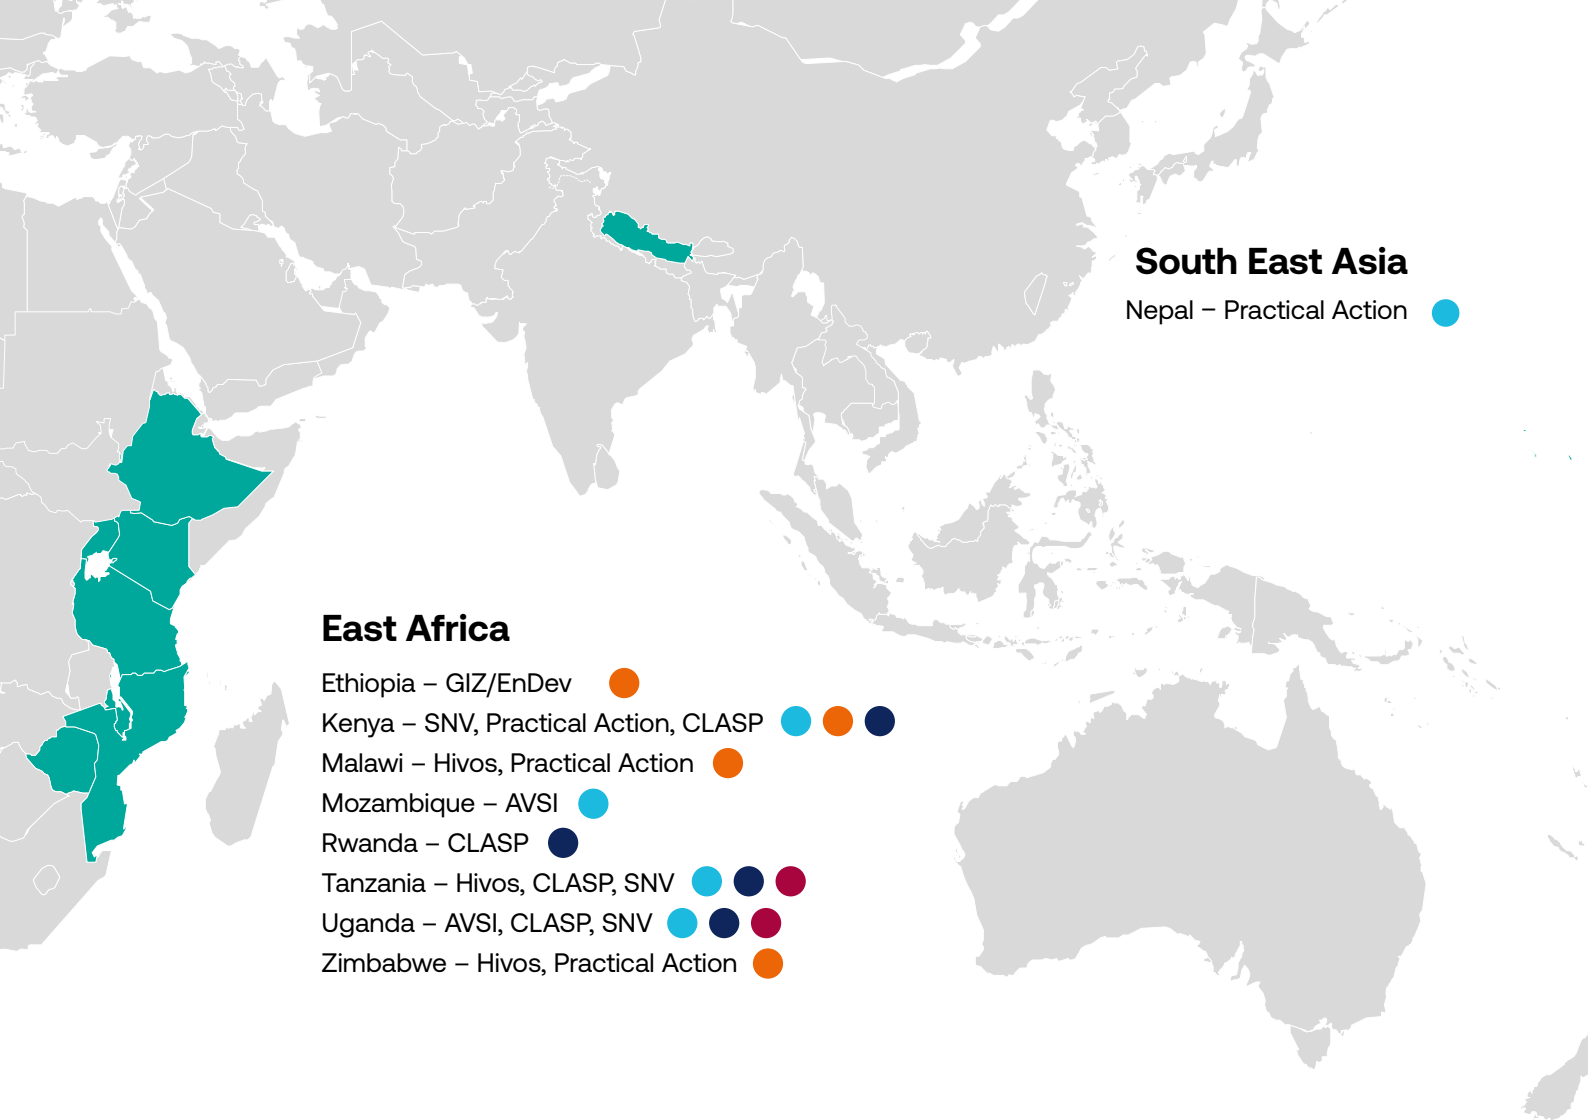 South East Asia
Nepal – Practical Action
East Africa
Ethiopia – GIZ/EnDev
Kenya – SNV, Practical Action, CLASP
Malawi – Hivos, Practical Action
Mozambique – AVSI
Rwanda – CLASP
Tanzania – Hivos, CLASP, SNV
Uganda – AVSI, CLASP, SNV
Zimbabwe – Hivos, Practical Action